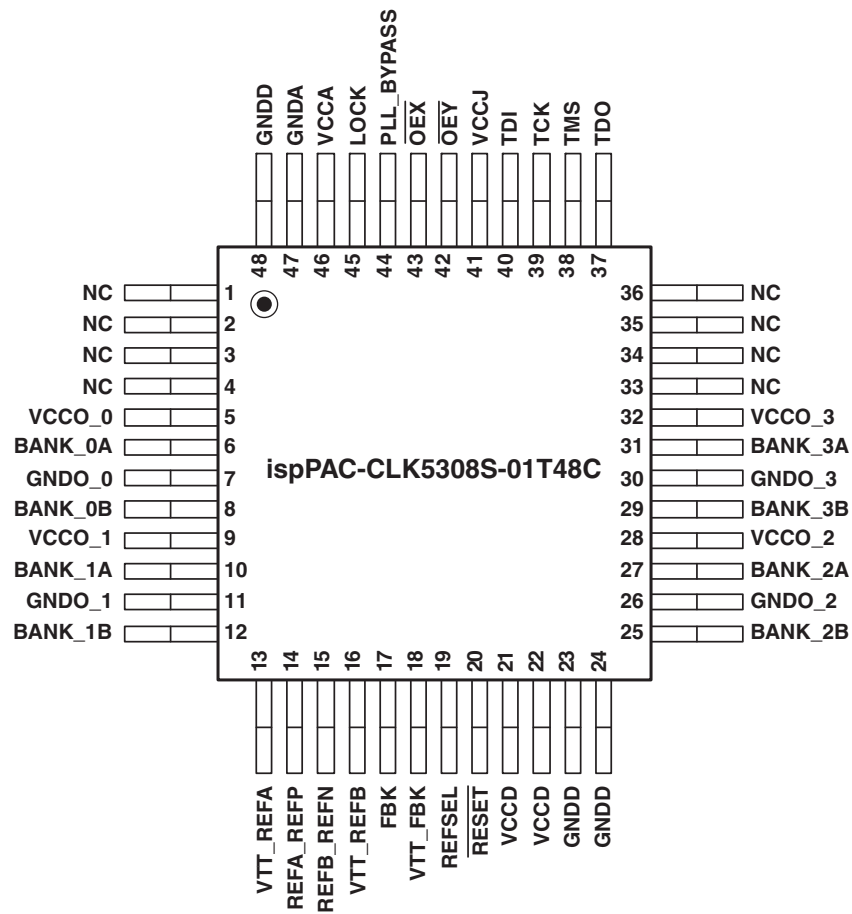 GNDD
GNDA
VCCA
LOCK
PLL_BYPASS
OEX
OEY
VCCJ
TDI
TCK
TMS
TDO
48
47
46
45
44
43
42
41
40
39
38
37
NC 1
NC 2
NC 3
NC 4
VCCO_0 5
BANK_0A 6
GNDO_0 7
BANK_0B 8
VCCO_1 9
BANK_1A 10
GNDO_1 11
BANK_1B 12
ispPAC-CLK5308S-01T48C
36 NC
35 NC
34 NC
33 NC
32 VCCO_3
31 BANK_3A
30 GNDO_3
29 BANK_3B
28 VCCO_2
27 BANK_2A
26 GNDO_2
25 BANK_2B
13
14
15
16
17
18
19
20
21
22
23
24
VTT_REFA
REFA_REFP
REFB_REFN
VTT_REFB
FBK
VTT_FBK
REFSEL
RESET
VCCD
VCCD
GNDD
GNDD